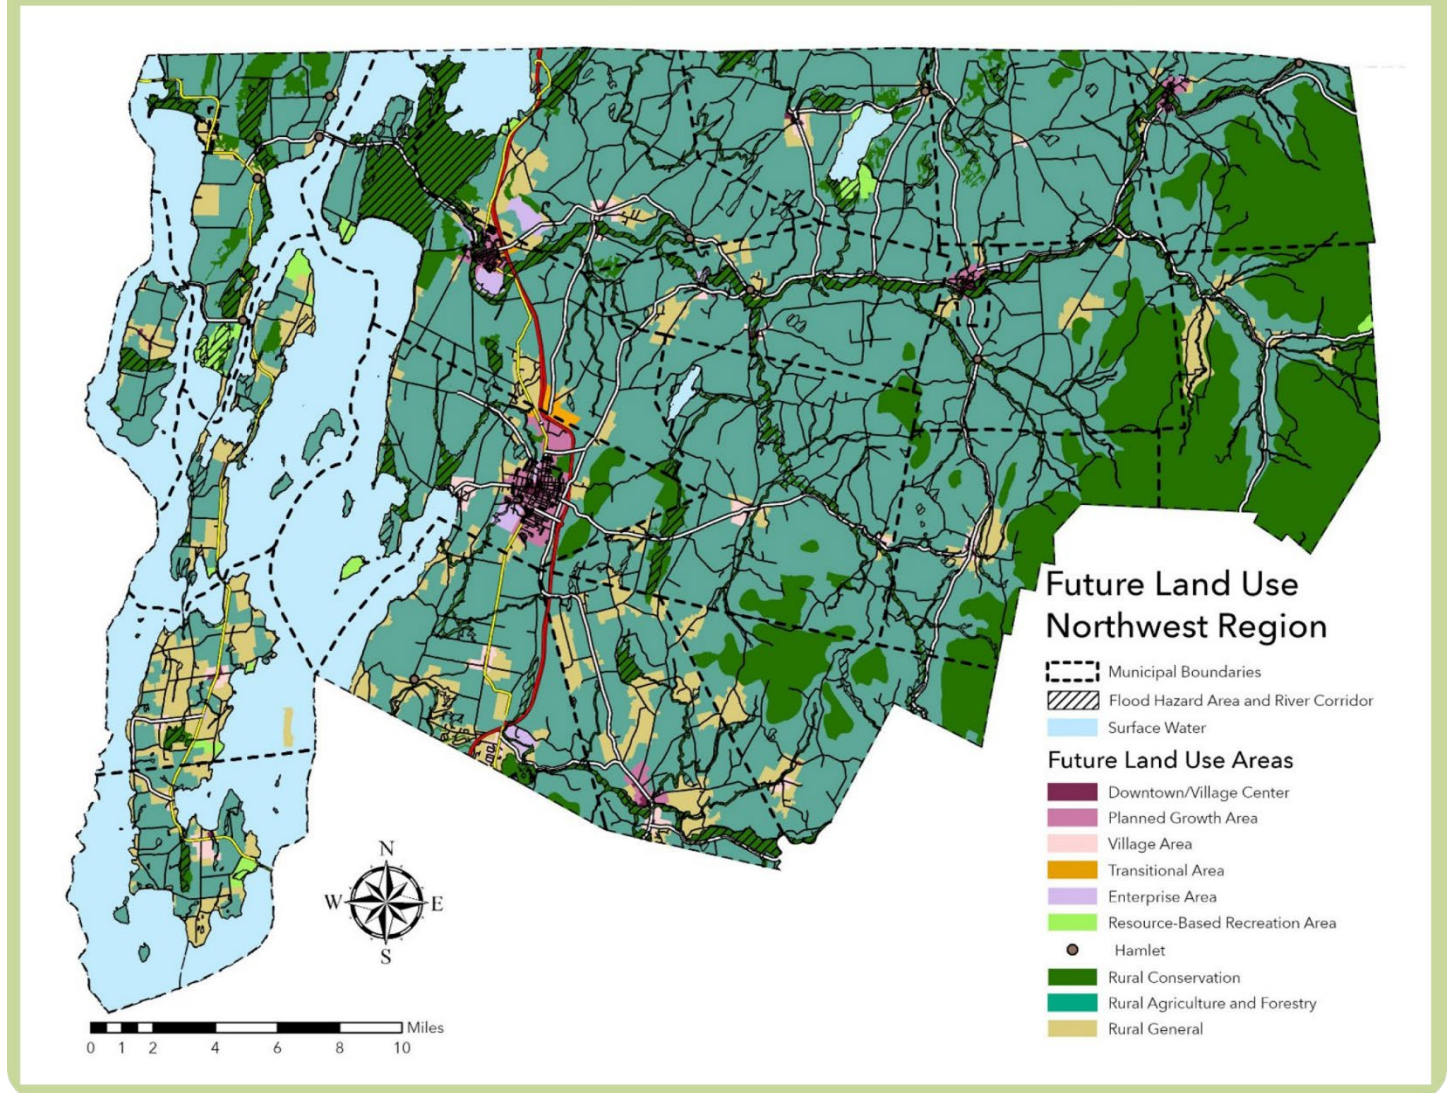 Future Land Use
Northwest Region
Municipal Boundaries
Flood Hazard Area and River Corridor
Surface Water
Future Land Use Areas
Downtown/Village Center
Planned Growth Area
Village Area
Transitional Area
Enterprise Area
Resource-Based Recreation Area
Hamlet
Rural Conservation
Rural Agriculture and Forestry
Rural General
N
W E
S
Miles
0 1 2 4 6 8 10